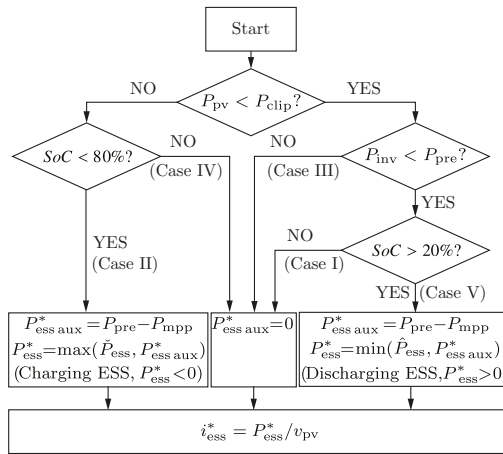 Start
P_pv < P_clip?
NO
YES
SoC < 80%?
NO
(Case IV)
NO
(Case III)
P_inv < P_pre?
YES
YES
(Case II)
NO
(Case I)
SoC > 20%?
YES (Case V)
P*_ess aux = P_pre − P_mpp
P*_ess = max(P̌_ess, P*_ess aux)
(Charging ESS, P*_ess < 0)
P*_ess aux = 0
P*_ess aux = P_pre − P_mpp
P*_ess = min(P̂_ess, P*_ess aux)
(Discharging ESS, P*_ess > 0)
i*_ess = P*_ess / v_pv